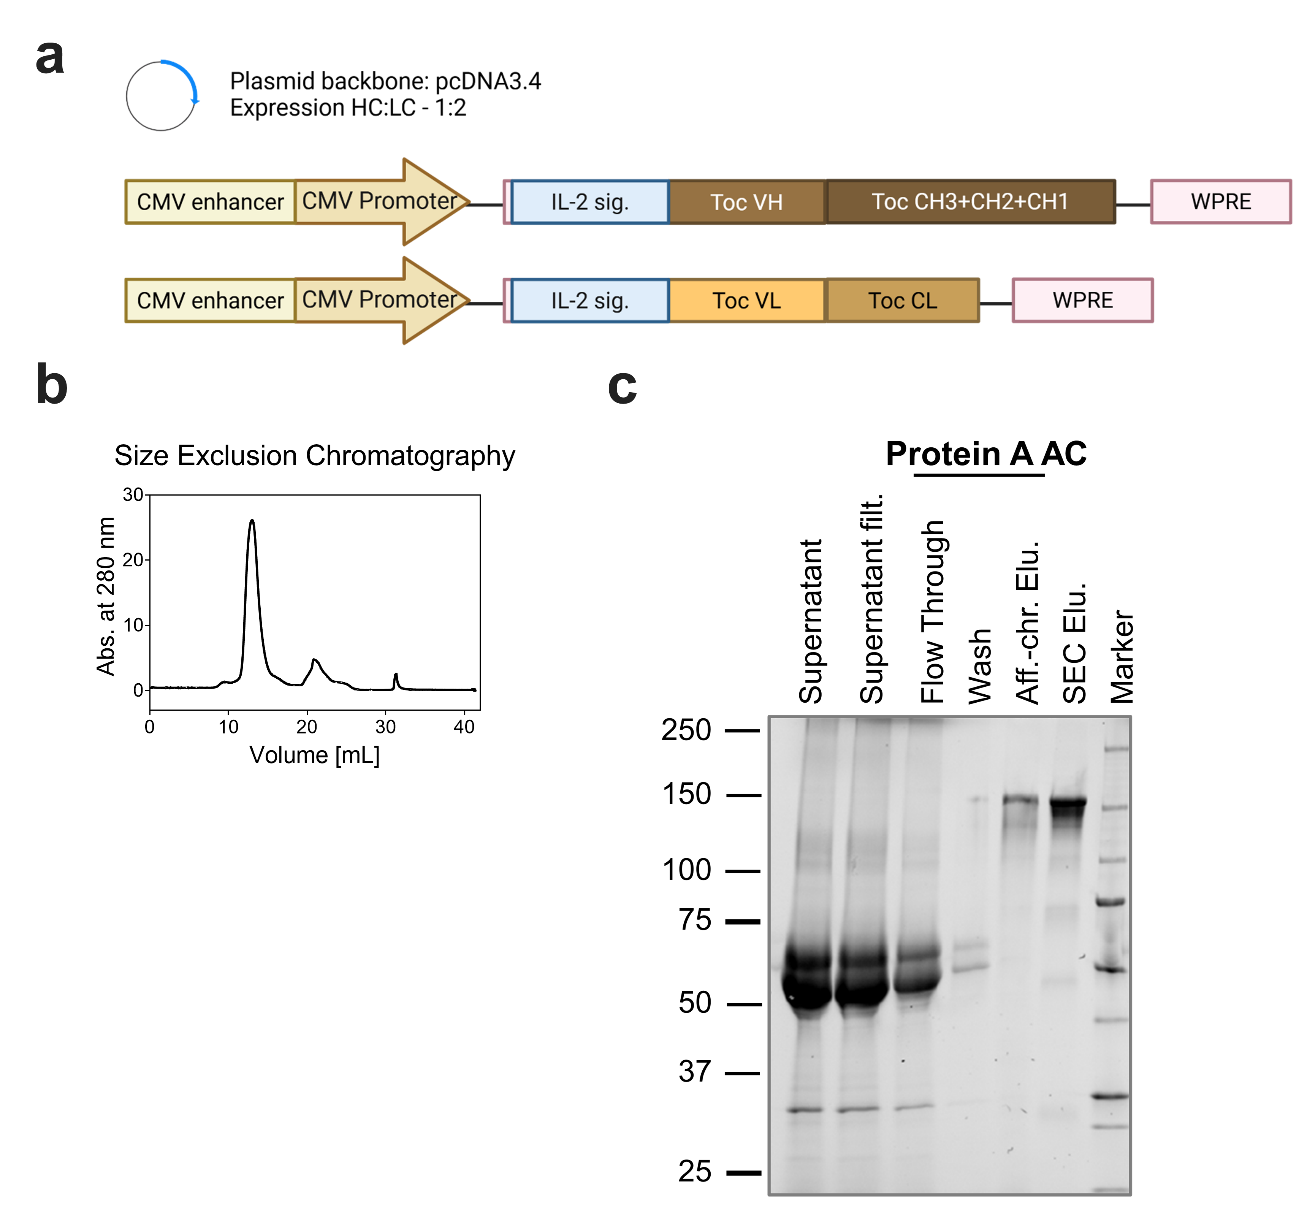 a
Plasmid backbone: pcDNA3.4
Expression HC:LC - 1:2
CMV enhancer
CMV Promoter
IL-2 sig.
Toc VH
Toc CH3+CH2+CH1
WPRE
CMV enhancer
CMV Promoter
IL-2 sig.
Toc VL
Toc CL
WPRE
b
Size Exclusion Chromatography
Abs. at 280 nm
30
20
10
0
0
10
20
30
40
Volume [mL]
c
Protein A AC
Supernatant
Supernatant filt.
Flow Through
Wash
Aff.-chr. Elu.
SEC Elu.
Marker
250
150
100
75
50
37
25